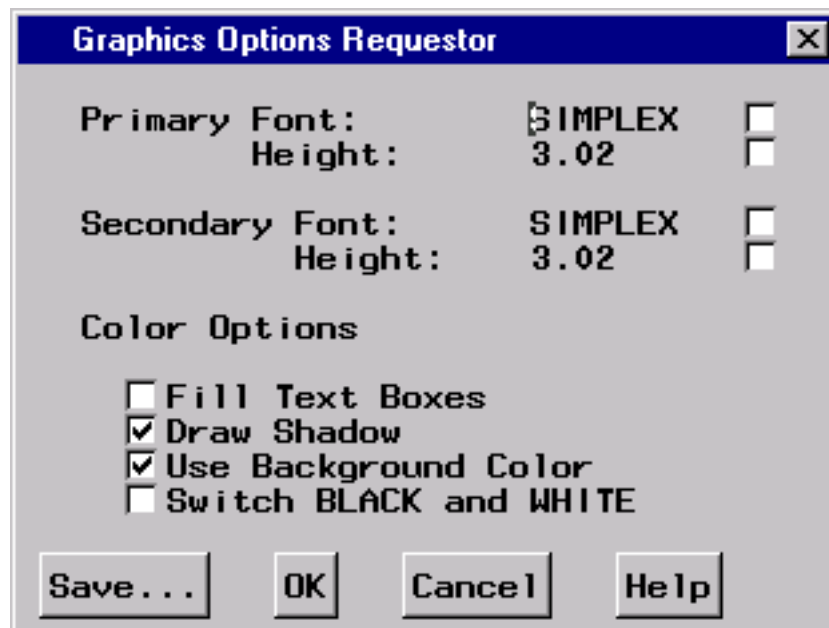 Graphics Options Requestor
Primary Font: SIMPLEX
Height: 3.02
Secondary Font: SIMPLEX
Height: 3.02
Color Options
Fill Text Boxes
Draw Shadow
Use Background Color
Switch BLACK and WHITE
Save... OK Cancel Help